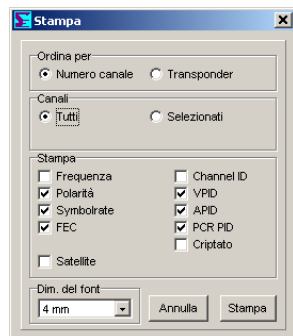 Stampa
Ordina per
Numero canale Transponder
Canali
Tutti Selezionati
Stampa
Frequenza Channel ID
Polarità VPID
Symbolrate APID
FEC PCR PID
Criptato
Satellite
Dim. del font
4 mm Annulla Stampa